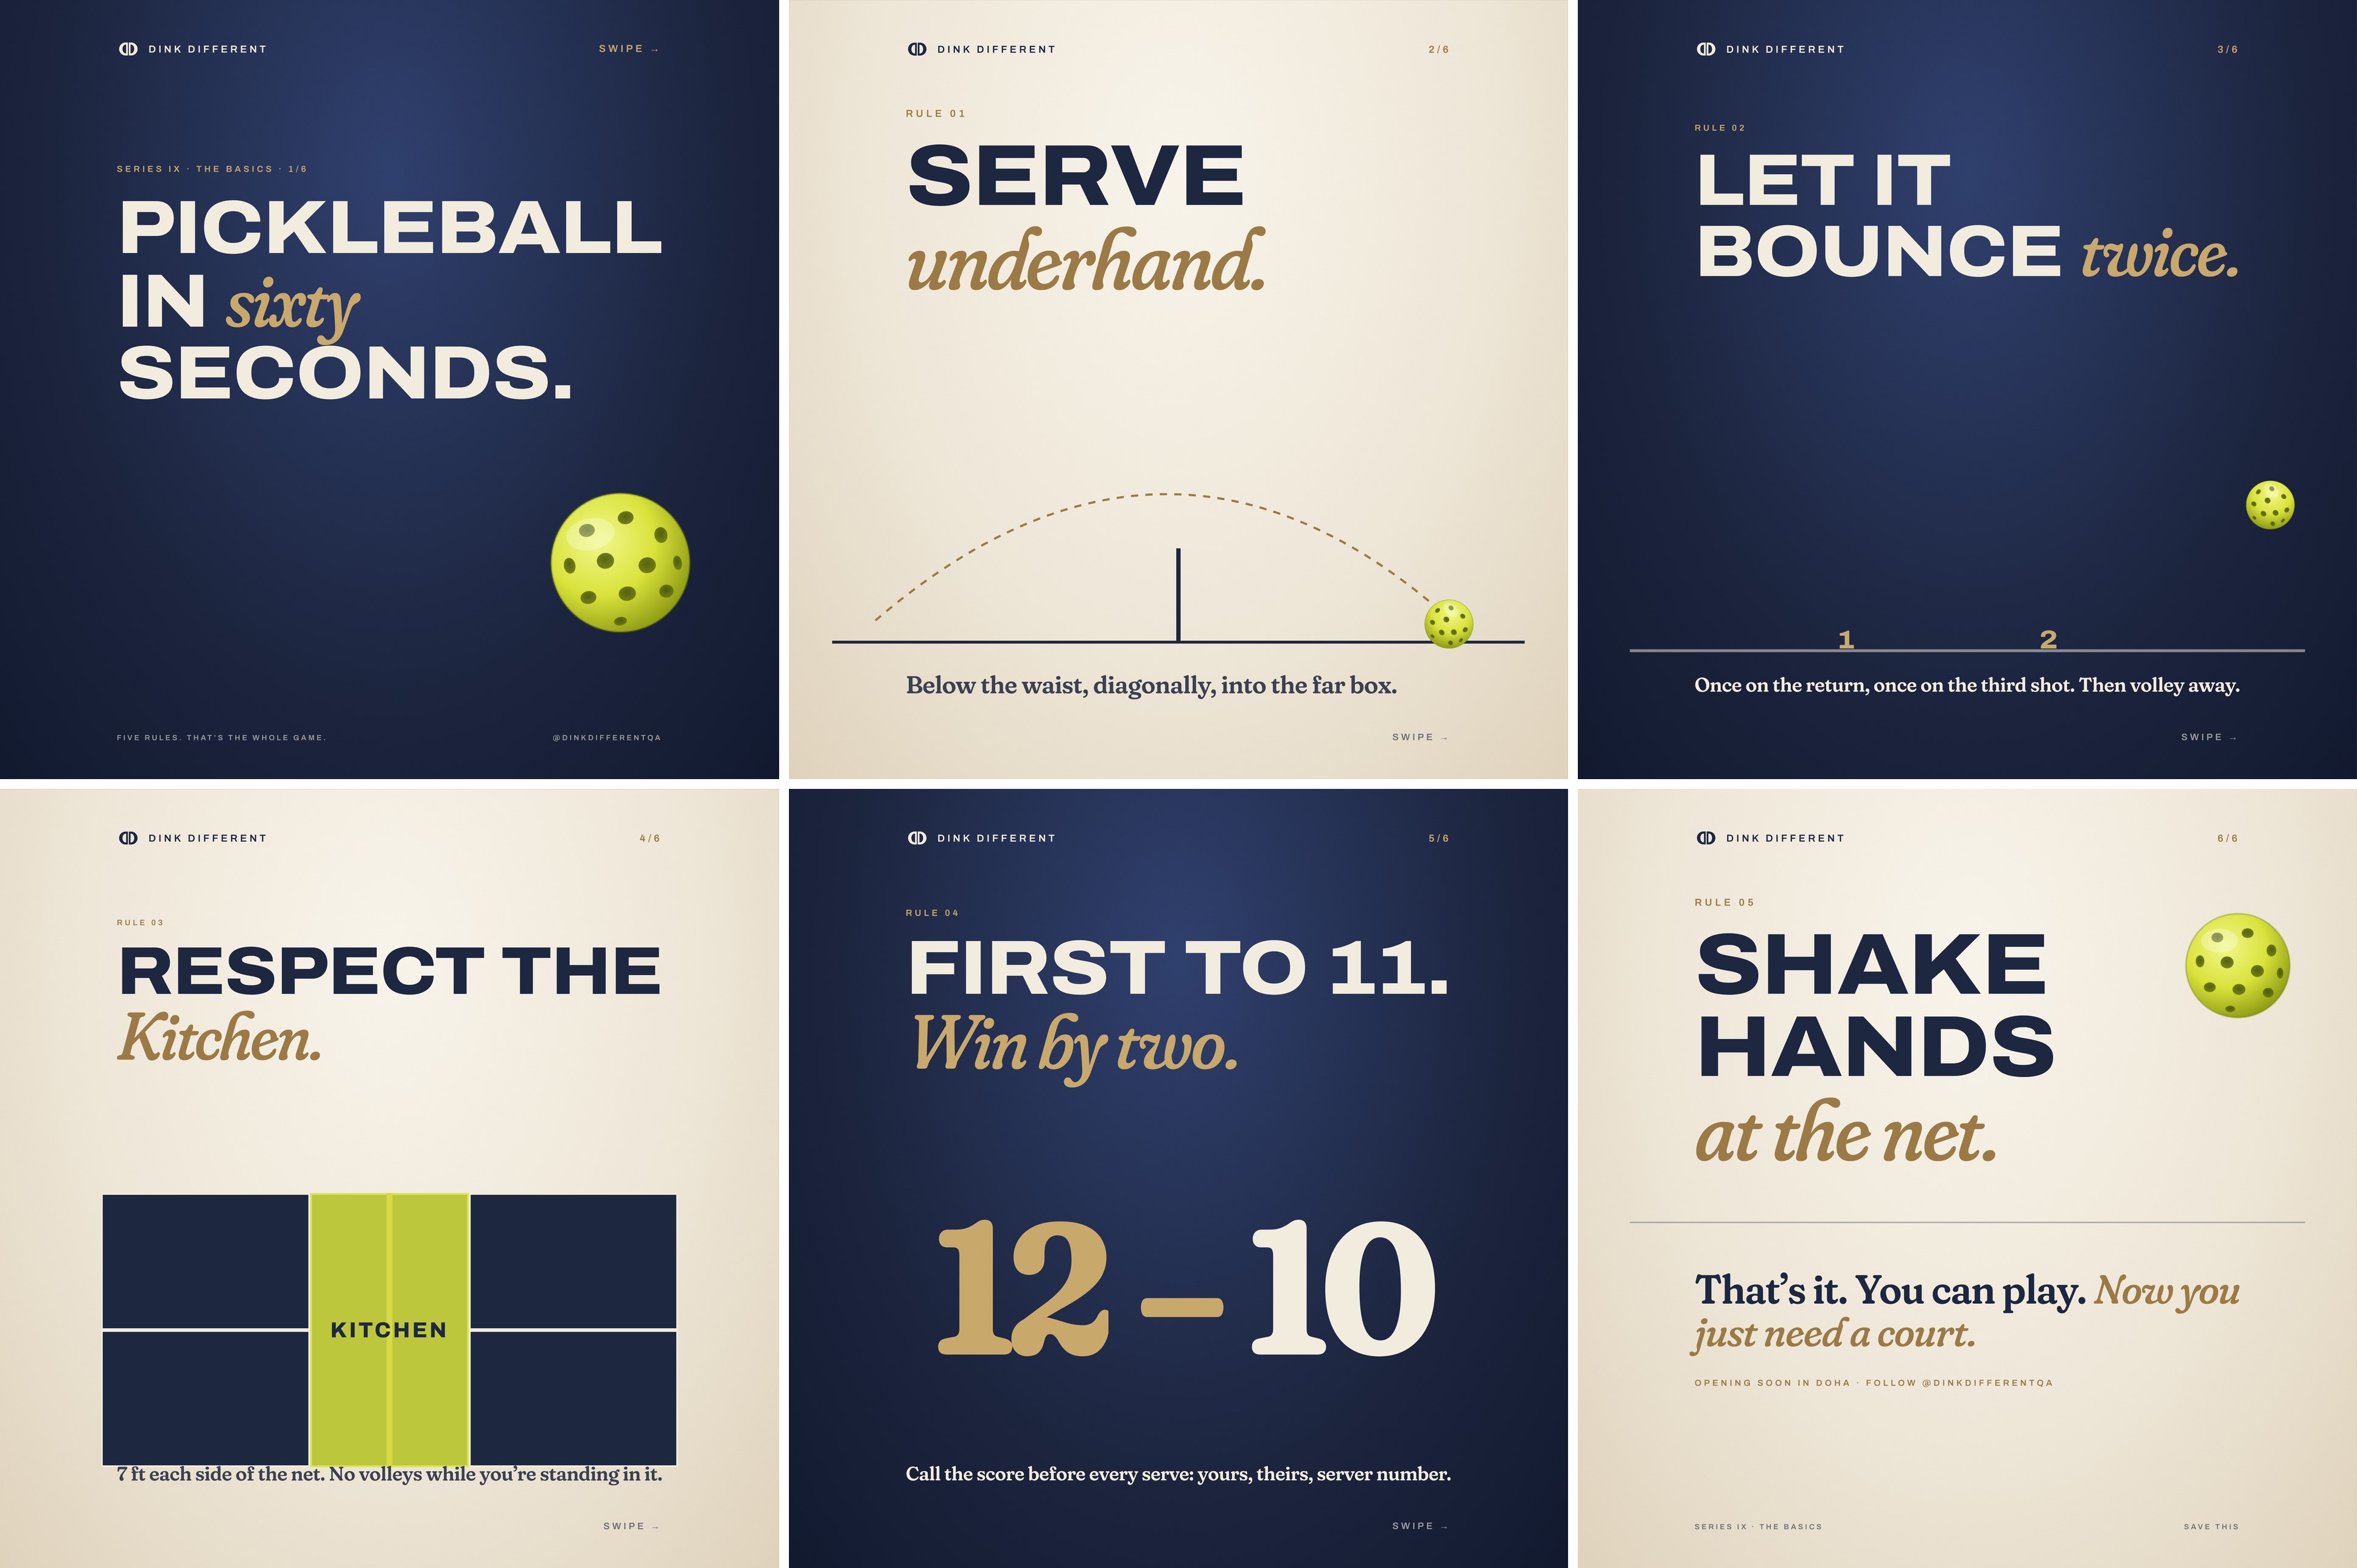 DINK DIFFERENT
SWIPE →
SERIES IX · THE BASICS · 1/6
PICKLEBALL
IN sixty
SECONDS.
FIVE RULES. THAT'S THE WHOLE GAME.
@DINKDIFFERENTQA
DINK DIFFERENT
2/6
RULE 01
SERVE
underhand.
Below the waist, diagonally, into the far box.
SWIPE →
DINK DIFFERENT
3/6
RULE 02
LET IT
BOUNCE twice.
1
2
Once on the return, once on the third shot. Then volley away.
SWIPE →
DINK DIFFERENT
4/6
RULE 03
RESPECT THE
Kitchen.
KITCHEN
7 ft each side of the net. No volleys while you’re standing in it.
SWIPE →
DINK DIFFERENT
5/6
RULE 04
FIRST TO 11.
Win by two.
12–10
Call the score before every serve: yours, theirs, server number.
SWIPE →
DINK DIFFERENT
6/6
RULE 05
SHAKE
HANDS
at the net.
That’s it. You can play. Now you
just need a court.
OPENING SOON IN DOHA · FOLLOW @DINKDIFFERENTQA
SERIES IX · THE BASICS
SAVE THIS